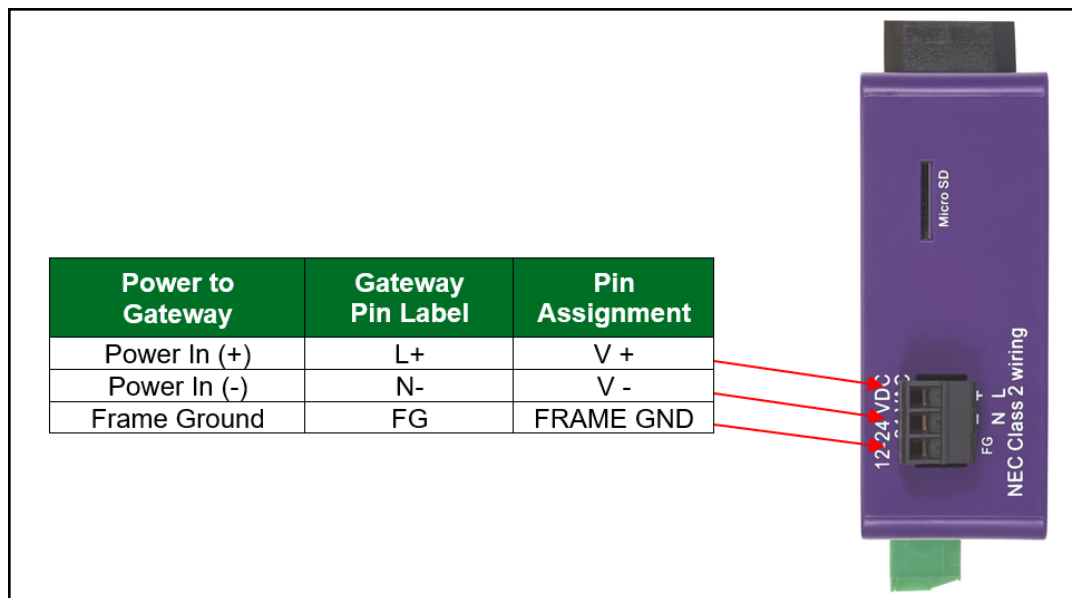 Power to Gateway
Gateway Pin Label
Pin Assignment
Power In (+) L+ V +
Power In (-) N- V -
Frame Ground FG FRAME GND
Micro SD
12-24 VDC
FG N L
NEC Class 2 wiring